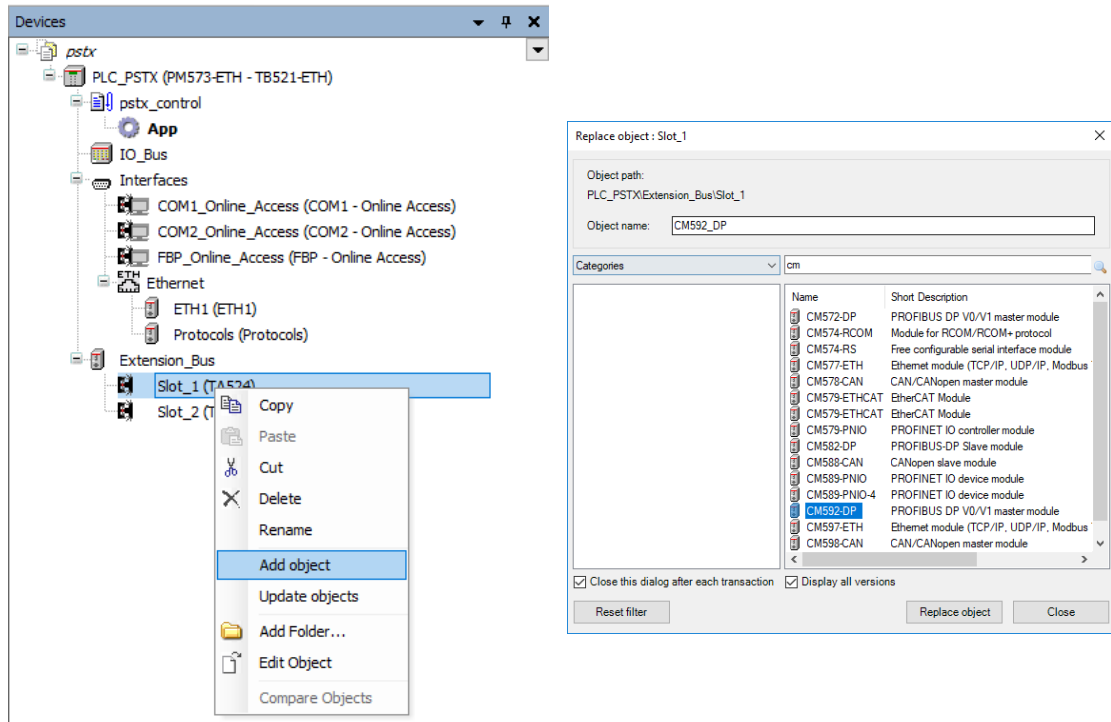 Devices
pstx
PLC_PSTX (PM573-ETH - TB521-ETH)
pstx_control
App
IO_Bus
Interfaces
COM1_Online_Access (COM1 - Online Access)
COM2_Online_Access (COM2 - Online Access)
FBP_Online_Access (FBP - Online Access)
ETH
Ethernet
ETH1 (ETH1)
Protocols (Protocols)
Extension_Bus
Slot_1 (TA524)
Slot_2 (T
Copy
Paste
Cut
Delete
Rename
Add object
Update objects
Add Folder...
Edit Object
Compare Objects
Replace object : Slot_1
Object path:
PLC_PSTX\Extension_Bus\Slot_1
Object name: CM592_DP
Categories cm
Name Short Description
CM572-DP PROFIBUS DP V0/V1 master module
CM574-RCOM Module for RCOM/RCOM+ protocol
CM574-RS Free configurable serial interface module
CM577-ETH Ethernet module (TCP/IP, UDP/IP, Modbus
CM578-CAN CAN/CANopen master module
CM579-ETHCAT EtherCAT Module
CM579-ETHCAT EtherCAT Module
CM579-PNIO PROFINET IO controller module
CM582-DP PROFIBUS-DP Slave module
CM588-CAN CANopen slave module
CM589-PNIO PROFINET IO device module
CM589-PNIO-4 PROFINET IO device module
CM592-DP PROFIBUS DP V0/V1 master module
CM597-ETH Ethernet module (TCP/IP, UDP/IP, Modbus
CM598-CAN CAN/CANopen master module
Close this dialog after each transaction Display all versions
Reset filter Replace object Close